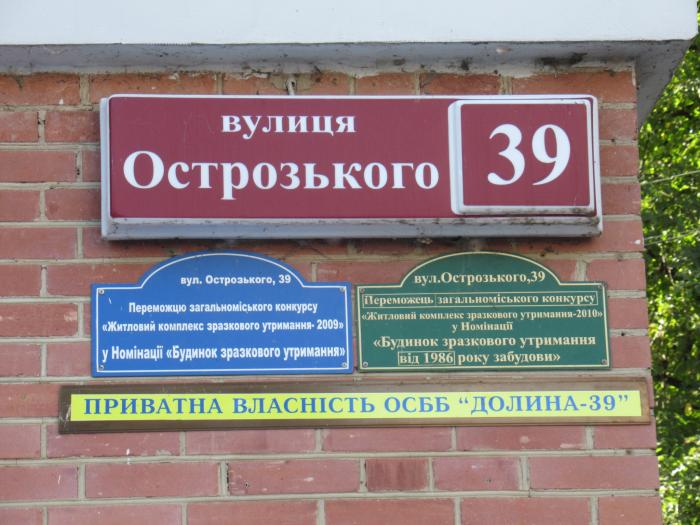 вулиця
Острозького
39
вул. Острозького, 39
Переможцю загальноміського конкурсу
«Житловий комплекс зразкового утримання- 2009»
у Номінації «Будинок зразкового утримання»
вул.Острозького,39
Переможець загальноміського конкурсу
«Житловий комплекс зразкового утримання-2010»
у Номінації
«Будинок зразкового утримання
від 1986 року забудови»
ПРИВАТНА ВЛАСНІСТЬ ОСББ “ДОЛИНА-39”